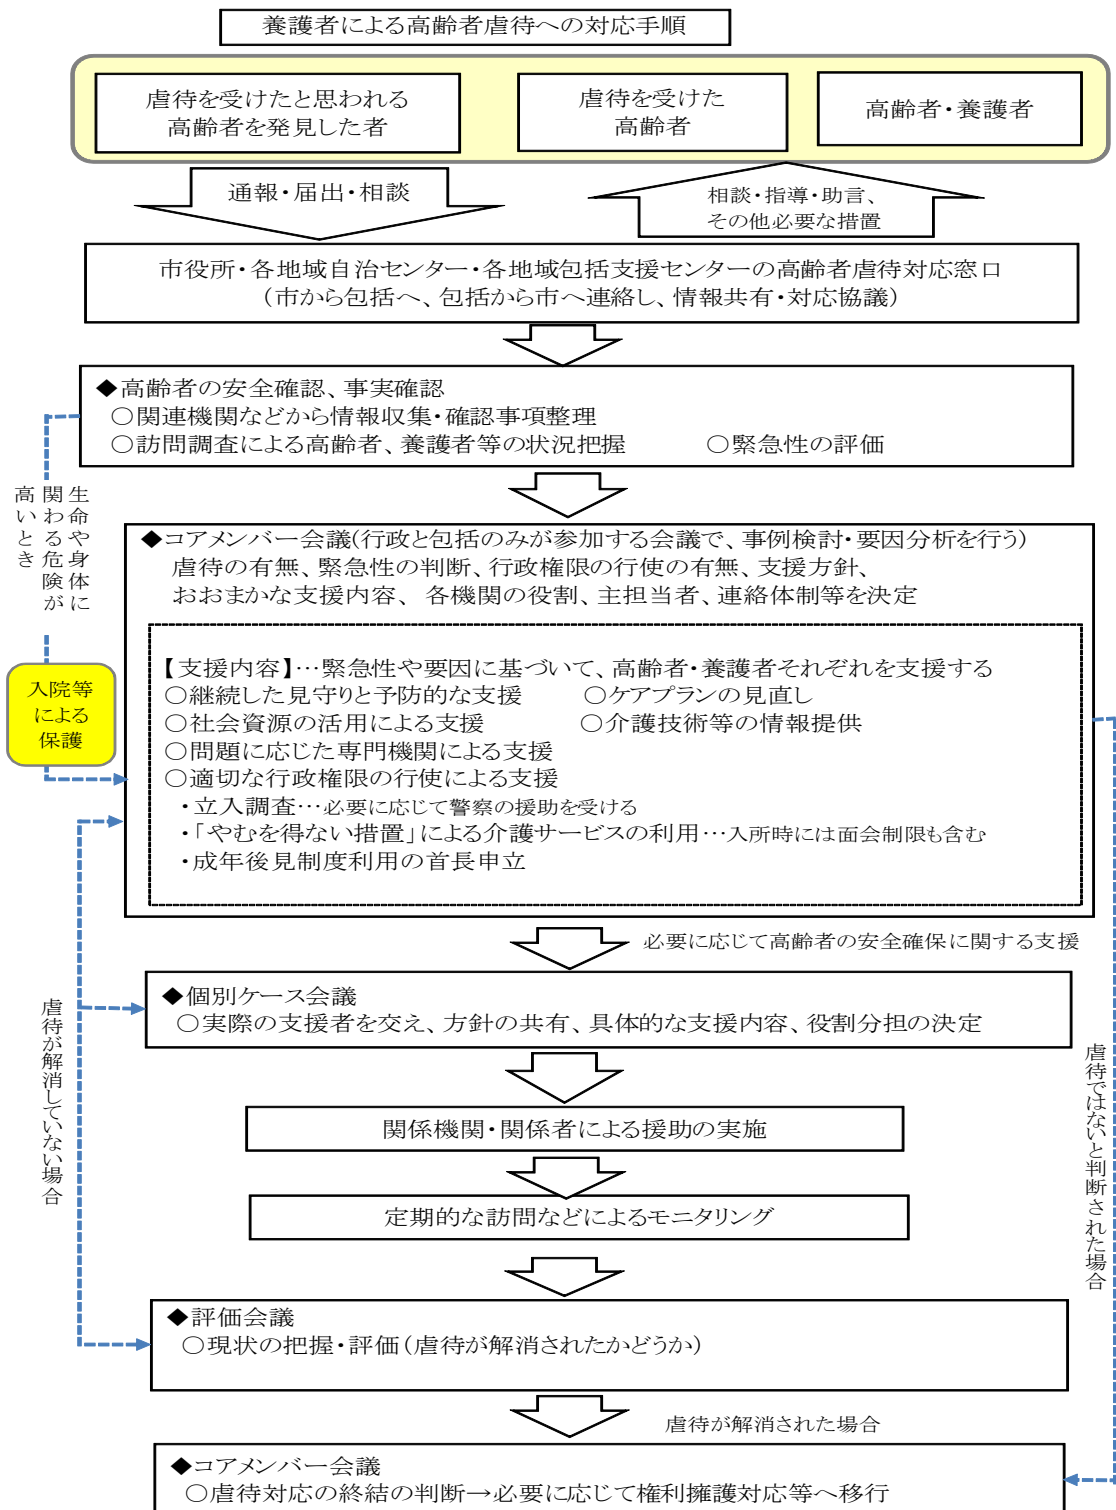 養護者による高齢者虐待への対応手順
虐待を受けたと思われる
高齢者を発見した者
虐待を受けた
高齢者
高齢者・養護者
通報・届出・相談
相談・指導・助言、
その他必要な措置
市役所・各地域自治センター・各地域包括支援センターの高齢者虐待対応窓口
（市から包括へ、包括から市へ連絡し、情報共有・対応協議）
◆高齢者の安全確認、事実確認
○関連機関などから情報収集・確認事項整理
○訪問調査による高齢者、養護者等の状況把握　○緊急性の評価
生命や身体に
関わる危険が
高いとき
入院等
による
保護
◆コアメンバー会議(行政と包括のみが参加する会議で、事例検討・要因分析を行う)
虐待の有無、緊急性の判断、行政権限の行使の有無、支援方針、
おおまかな支援内容、 各機関の役割、主担当者、連絡体制等を決定
【支援内容】…緊急性や要因に基づいて、高齢者・養護者それぞれを支援する
○継続した見守りと予防的な支援　○ケアプランの見直し
○社会資源の活用による支援　○介護技術等の情報提供
○問題に応じた専門機関による支援
○適切な行政権限の行使による支援
・立入調査…必要に応じて警察の援助を受ける
・「やむを得ない措置」による介護サービスの利用…入所時には面会制限も含む
・成年後見制度利用の首長申立
必要に応じて高齢者の安全確保に関する支援
◆個別ケース会議
○実際の支援者を交え、方針の共有、具体的な支援内容、役割分担の決定
虐待が解消していない場合
虐待ではないと判断された場合
関係機関・関係者による援助の実施
定期的な訪問などによるモニタリング
◆評価会議
○現状の把握・評価（虐待が解消されたかどうか）
虐待が解消された場合
◆コアメンバー会議
○虐待対応の終結の判断→必要に応じて権利擁護対応等へ移行